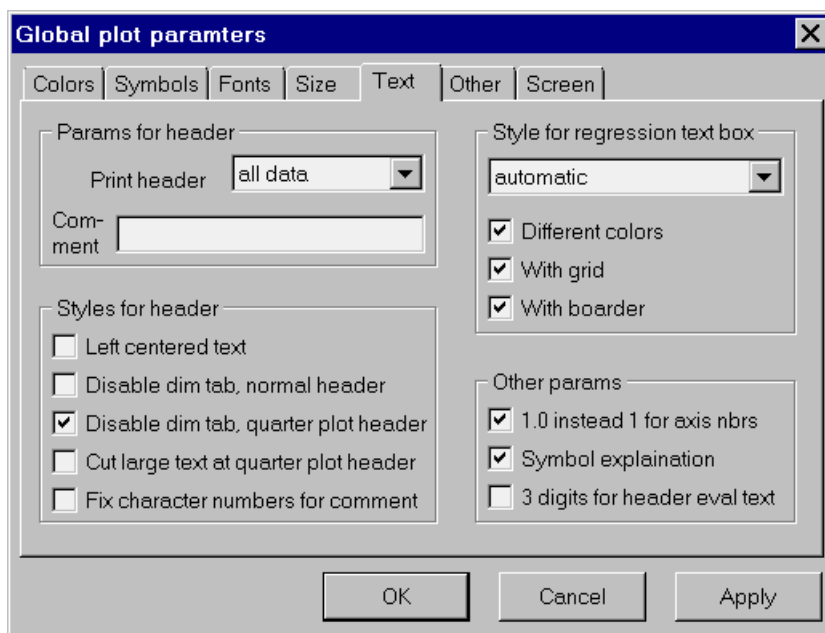 Global plot paramters
Colors Symbols Fonts Size Text Other Screen
Params for header
Print header all data
Com-
ment
Styles for header
Left centered text
Disable dim tab, normal header
Disable dim tab, quarter plot header
Cut large text at quarter plot header
Fix character numbers for comment
Style for regression text box
automatic
Different colors
With grid
With boarder
Other params
1.0 instead 1 for axis nbrs
Symbol explaination
3 digits for header eval text
OK Cancel Apply